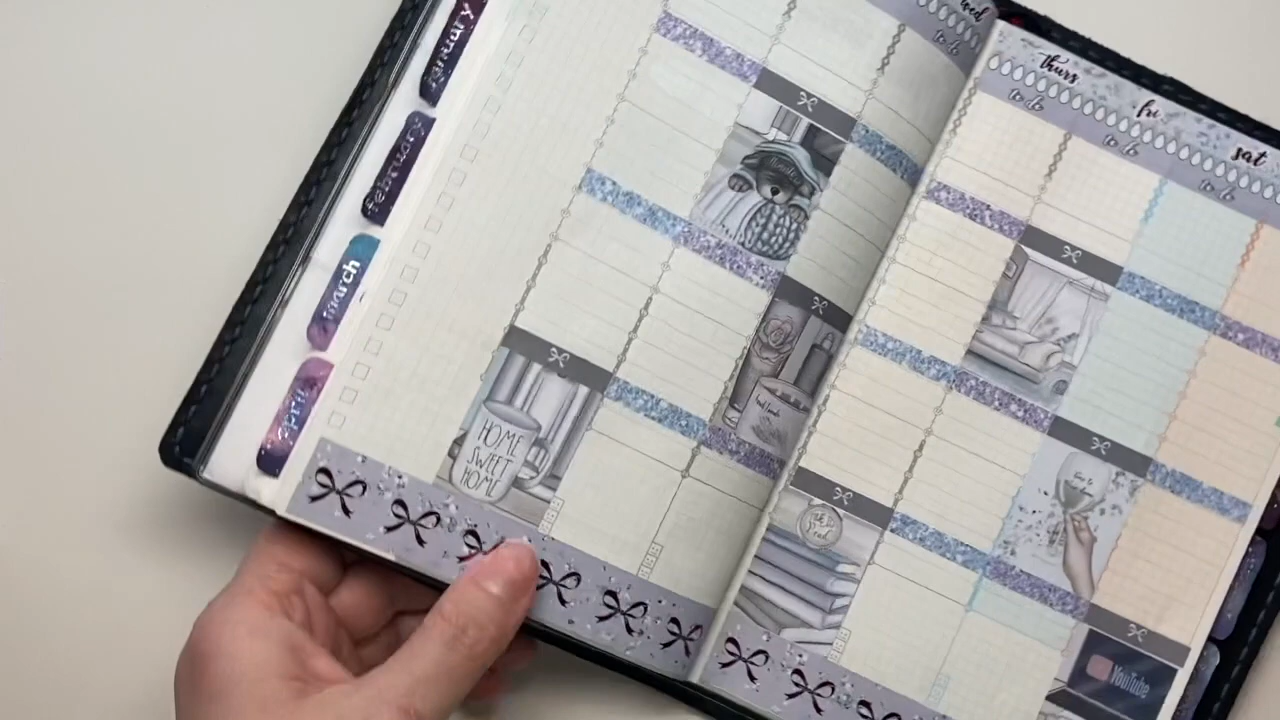 January
february
march
april
wed
to do
thurs
to do
fri
to do
sat
to do
HOME
SWEET
HOME
YouTube